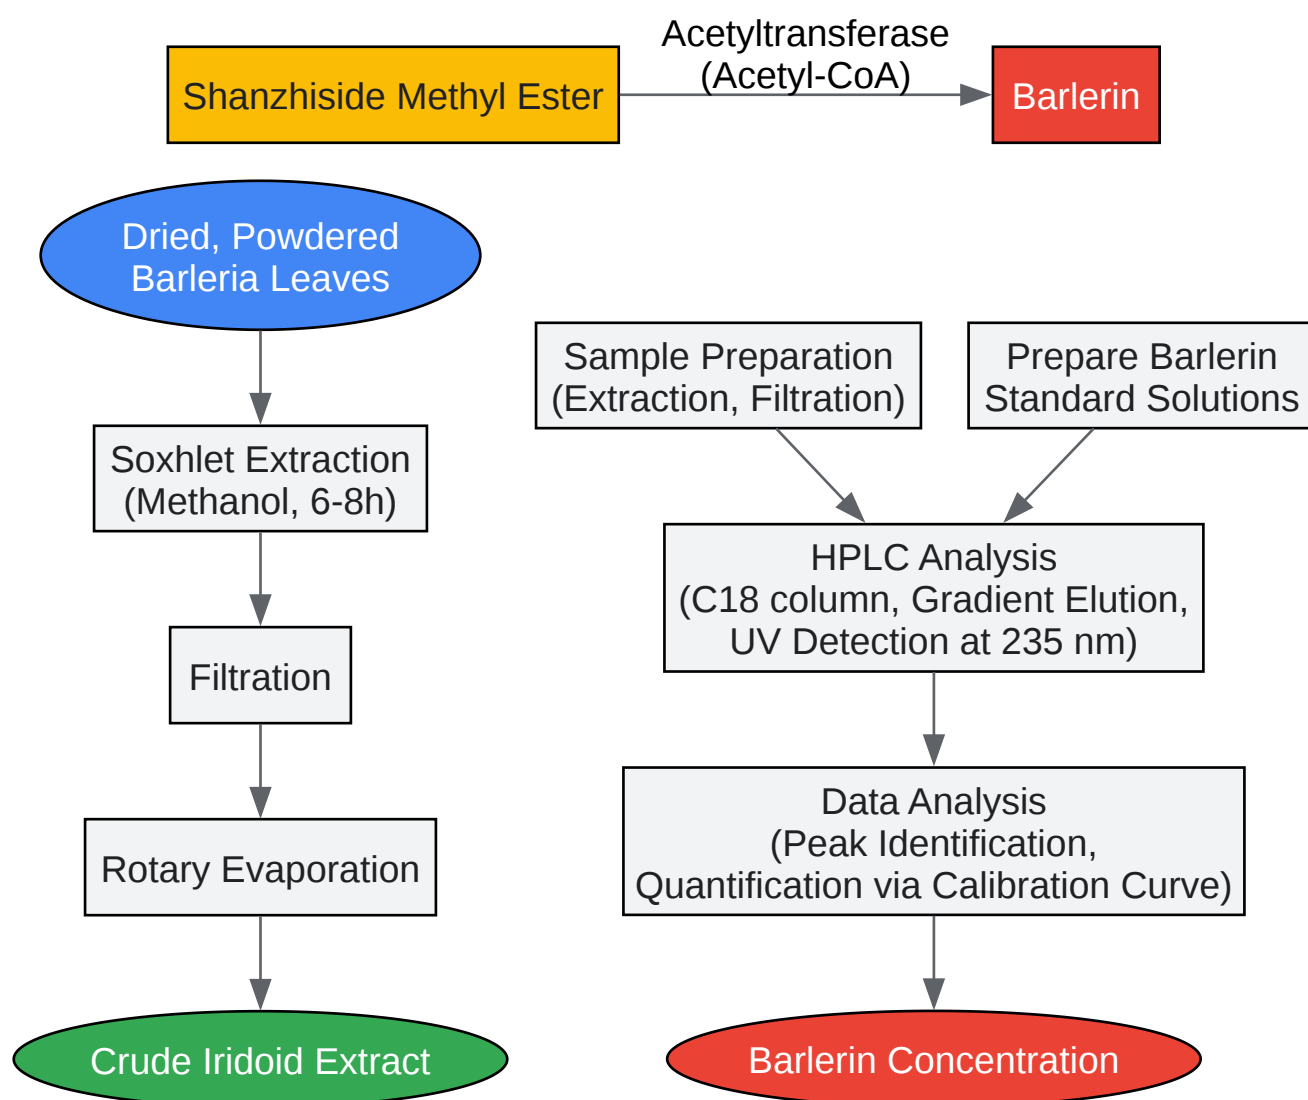 Acetyltransferase
(Acetyl-CoA)
Shanzhiside Methyl Ester
Barlerin
Dried, Powdered
Barleria Leaves
Soxhlet Extraction
(Methanol, 6-8h)
Filtration
Rotary Evaporation
Crude Iridoid Extract
Sample Preparation
(Extraction, Filtration)
Prepare Barlerin
Standard Solutions
HPLC Analysis
(C18 column, Gradient Elution,
UV Detection at 235 nm)
Data Analysis
(Peak Identification,
Quantification via Calibration Curve)
Barlerin Concentration